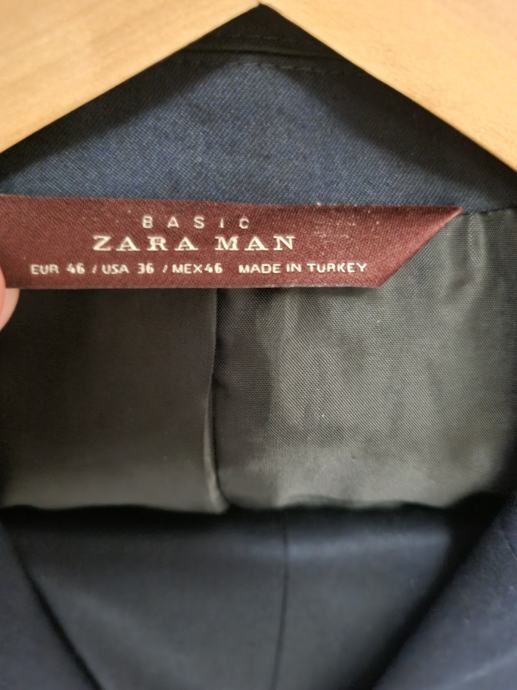 BASIC
ZARA MAN
EUR 46 / USA 36 / MEX46 MADE IN TURKEY